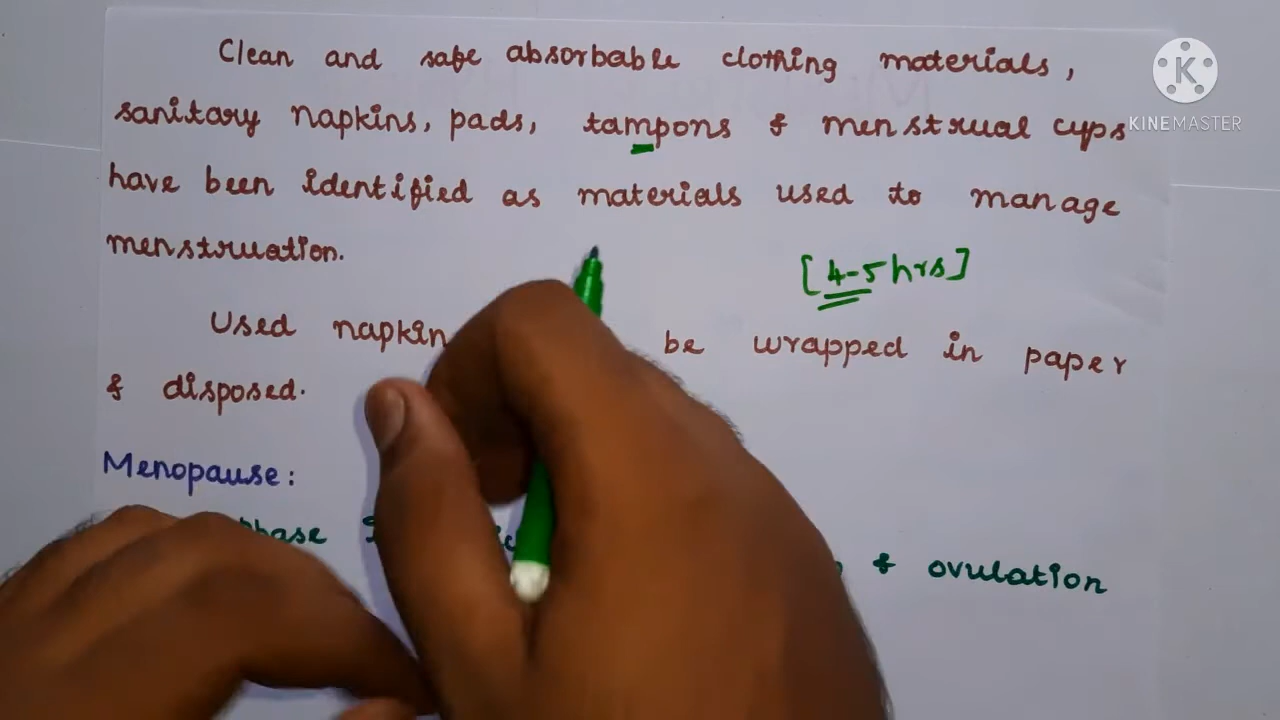 Clean and safe absorbable clothing materials,
sanitary napkins, pads, tampons & menstrual cups
have been identified as materials used to manage
menstruation.
[4-5 hrs]
Used napkin be wrapped in paper
& disposed.
Menopause:
& ovulation
K
KINEMASTER